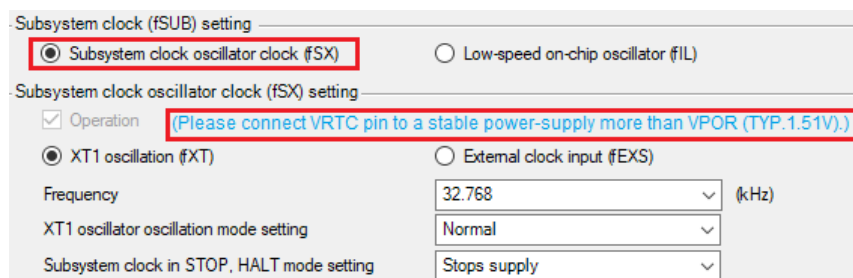 Subsystem clock (fSUB) setting
Subsystem clock oscillator clock (fSX) Low-speed on-chip oscillator (fIL)
Subsystem clock oscillator clock (fSX) setting
Operation (Please connect VRTC pin to a stable power-supply more than VPOR (TYP.1.51V).)
XT1 oscillation (fXT) External clock input (fEXS)
Frequency 32.768 (kHz)
XT1 oscillator oscillation mode setting Normal
Subsystem clock in STOP, HALT mode setting Stops supply